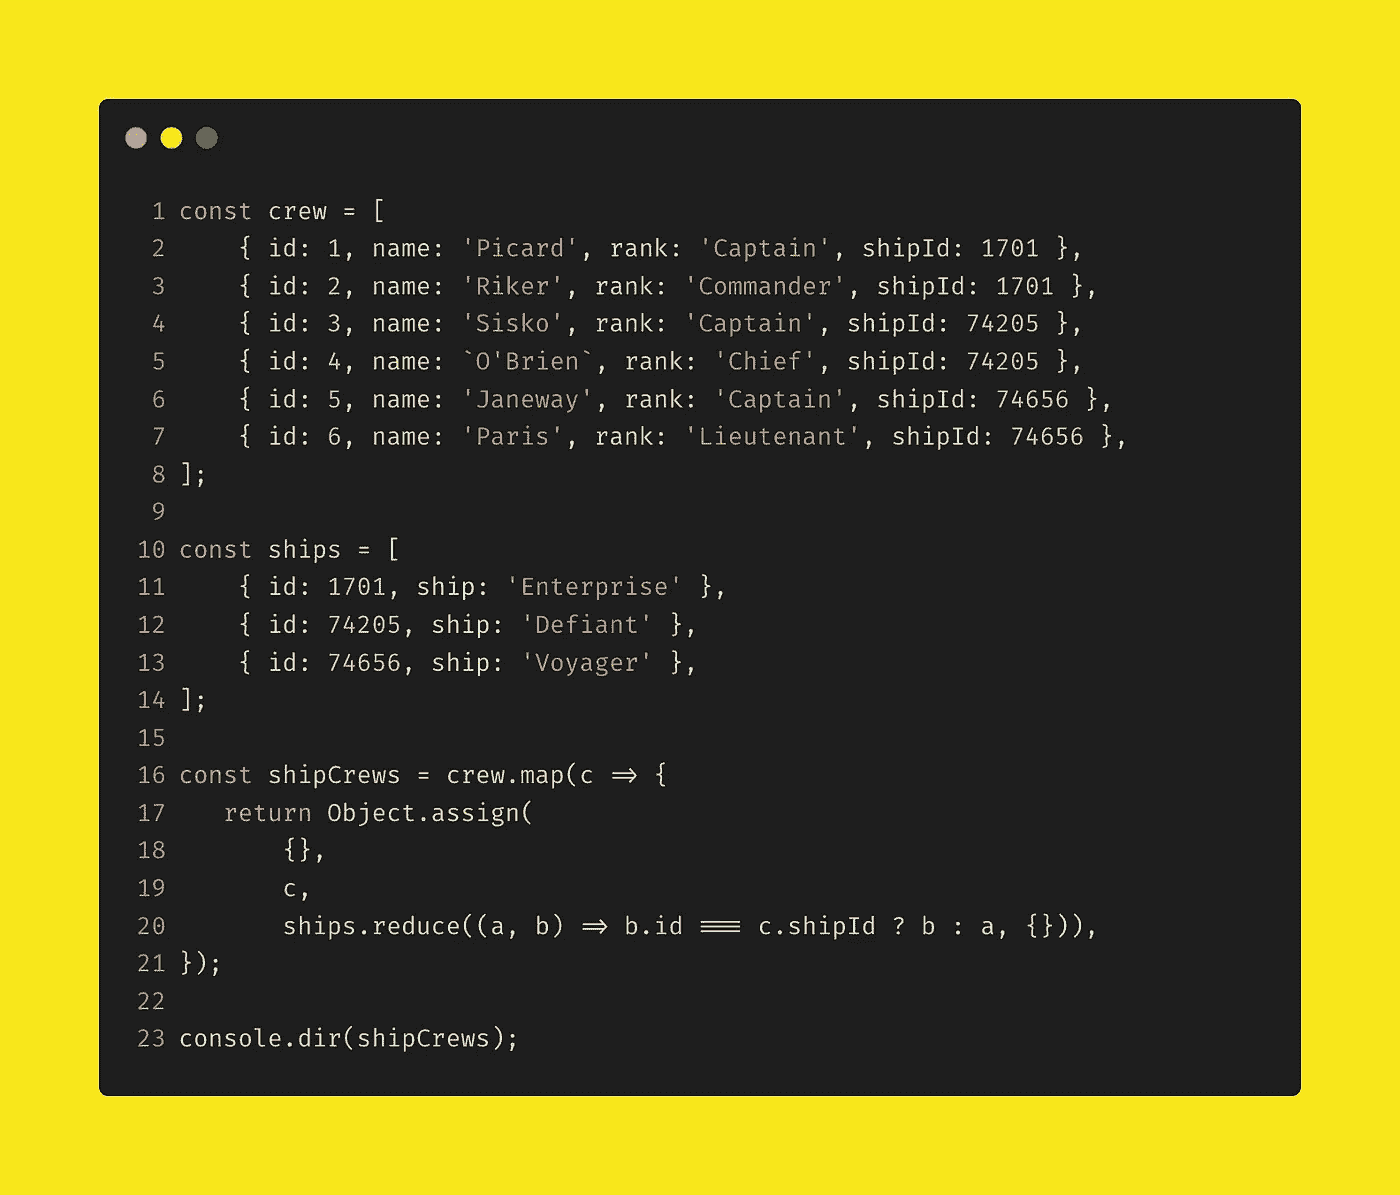 1 const crew = [
2     { id: 1, name: 'Picard', rank: 'Captain', shipId: 1701 },
3     { id: 2, name: 'Riker', rank: 'Commander', shipId: 1701 },
4     { id: 3, name: 'Sisko', rank: 'Captain', shipId: 74205 },
5     { id: 4, name: `O'Brien`, rank: 'Chief', shipId: 74205 },
6     { id: 5, name: 'Janeway', rank: 'Captain', shipId: 74656 },
7     { id: 6, name: 'Paris', rank: 'Lieutenant', shipId: 74656 },
8 ];
9
10 const ships = [
11     { id: 1701, ship: 'Enterprise' },
12     { id: 74205, ship: 'Defiant' },
13     { id: 74656, ship: 'Voyager' },
14 ];
15
16 const shipCrews = crew.map(c => {
17    return Object.assign(
18        {},
19        c,
20        ships.reduce((a, b) => b.id === c.shipId ? b : a, {})),
21 });
22
23 console.dir(shipCrews);